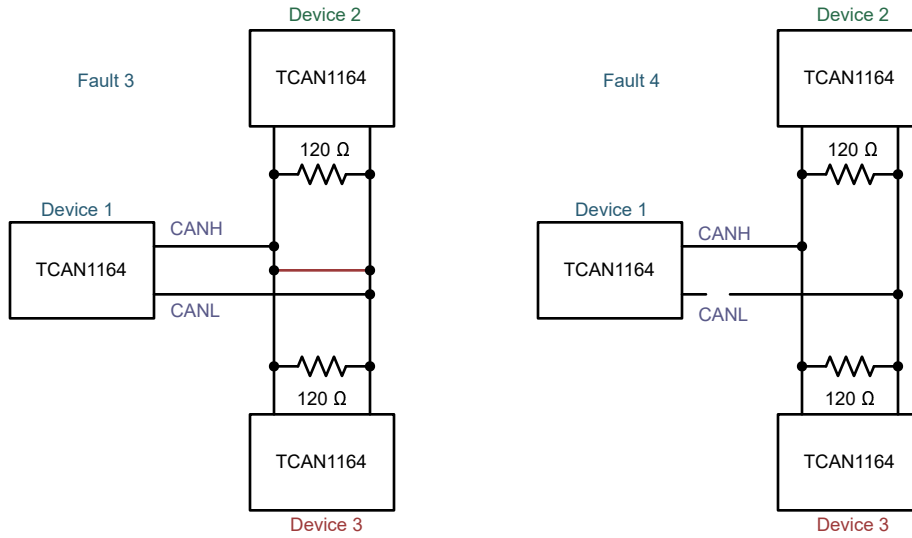 Device 2
Fault 3
TCAN1164
120 Ω
Device 1
CANH
TCAN1164
CANL
120 Ω
TCAN1164
Device 3
Device 2
Fault 4
TCAN1164
120 Ω
Device 1
CANH
TCAN1164
CANL
120 Ω
TCAN1164
Device 3